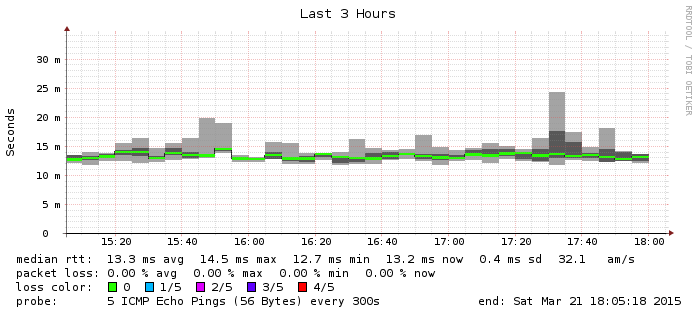 Last 3 Hours
RRDTOOL / TOBI OETIKER
Seconds
30 m
25 m
20 m
15 m
10 m
5 m
0
15:20 15:40 16:00 16:20 16:40 17:00 17:20 17:40 18:00
median rtt: 13.3 ms avg 14.5 ms max 12.7 ms min 13.2 ms now 0.4 ms sd 32.1 am/s
packet loss: 0.00 % avg 0.00 % max 0.00 % min 0.00 % now
loss color: 0 1/5 2/5 3/5 4/5
probe: 5 ICMP Echo Pings (56 Bytes) every 300s end: Sat Mar 21 18:05:18 2015